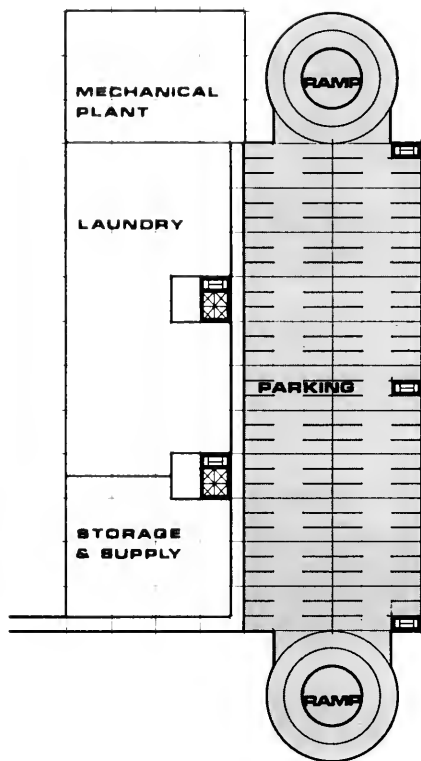 RAMP
MECHANICAL
PLANT
LAUNDRY
PARKING
STORAGE
& SUPPLY
RAMP